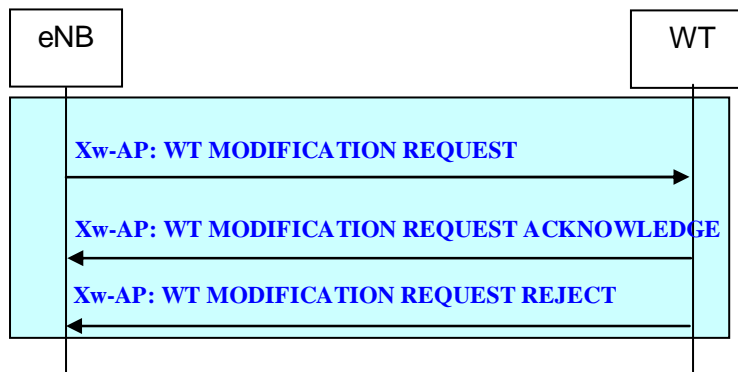 eNB
WT
Xw-AP: WT MODIFICATION REQUEST
Xw-AP: WT MODIFICATION REQUEST ACKNOWLEDGE
Xw-AP: WT MODIFICATION REQUEST REJECT